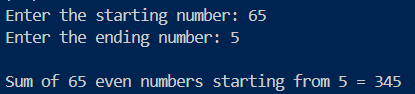 Enter the starting number: 65
Enter the ending number: 5
Sum of 65 even numbers starting from 5 = 345